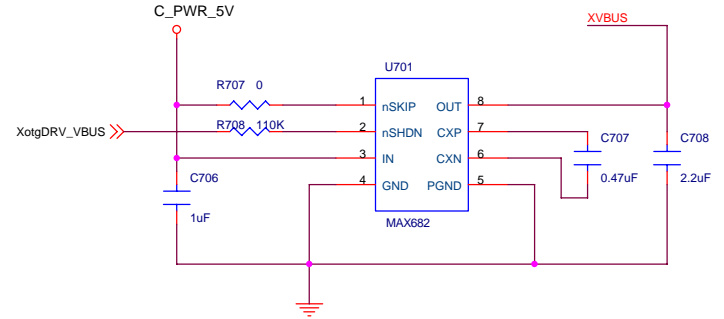 C_PWR_5V
XVBUS
U701
R707 0
1 nSKIP OUT 8
XotgDRV_VBUS
R708 110K
2 nSHDN CXP 7
C707
C708
3 IN CXN 6
C706
0.47uF
2.2uF
4 GND PGND 5
1uF
MAX682